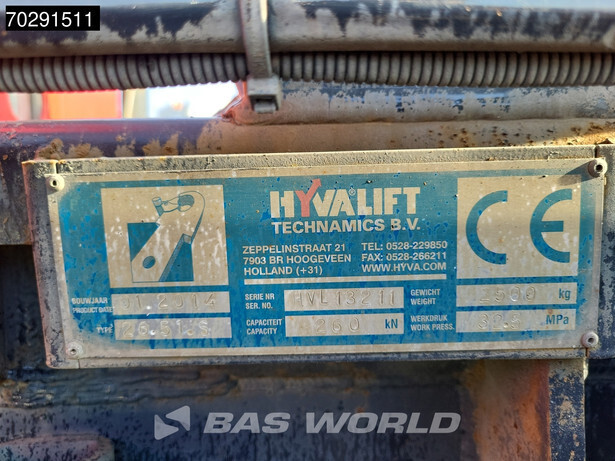 70291511
HYVALIFT
TECHNAMICS B.V.
ZEPPELINSTRAAT 21
7903 BR HOOGEVEEN
HOLLAND (+31)
TEL: 0528-229850
FAX: 0528-266211
WWW.HYVA.COM
CE
BOUWJAAR
PRODUCT DATE
TYPE
SERIE NR
SER. NO.
HVL13211
CAPACITEIT
CAPACITY
260 kN
GEWICHT
WEIGHT
kg
WERKDRUK
WORK PRESS.
MPa
BAS WORLD